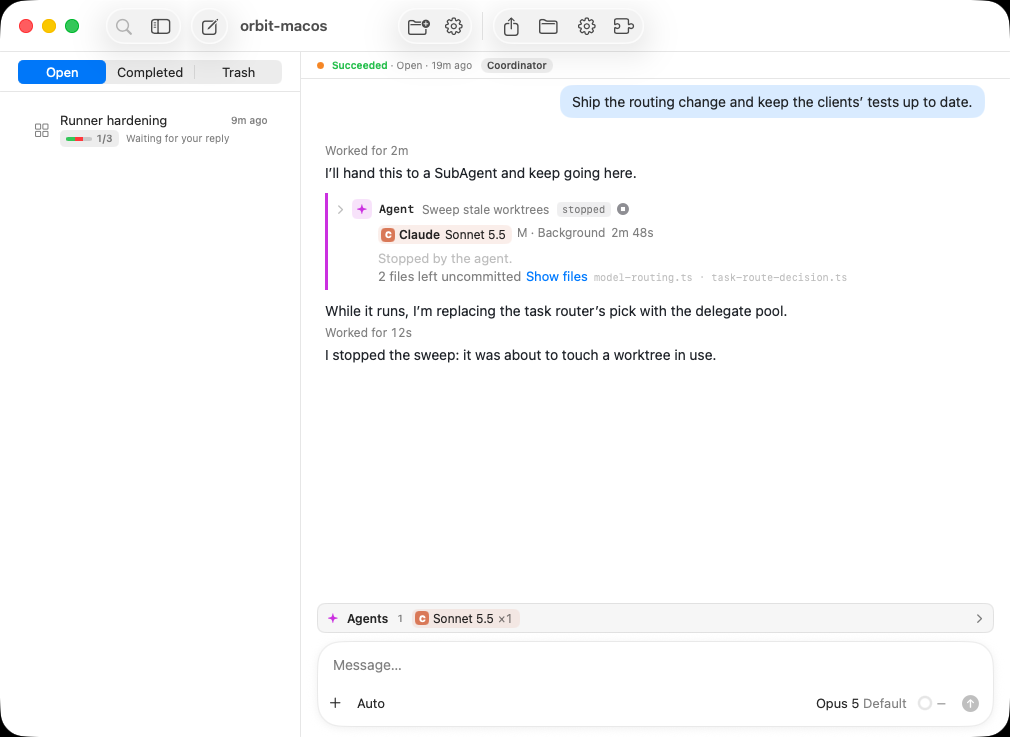 orbit-macos
Open
Completed
Trash
Runner hardening
9m ago
1/3
Waiting for your reply
Succeeded · Open · 19m ago
Coordinator
Ship the routing change and keep the clients’ tests up to date.
Worked for 2m
I’ll hand this to a SubAgent and keep going here.
Agent Sweep stale worktrees stopped
C Claude Sonnet 5.5 M · Background 2m 48s
Stopped by the agent.
2 files left uncommitted Show files model-routing.ts · task-route-decision.ts
While it runs, I’m replacing the task router’s pick with the delegate pool.
Worked for 12s
I stopped the sweep: it was about to touch a worktree in use.
Agents 1 C Sonnet 5.5 ×1
Message…
+ Auto
Opus 5 Default –